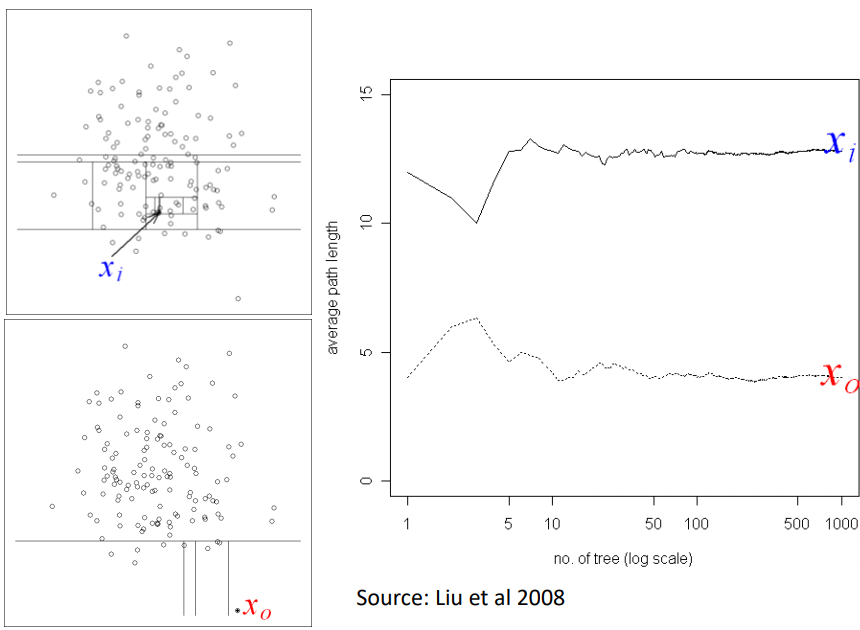 x_i
x_o
average path length
15
10
5
0
x_i
x_o
1 5 10 50 100 500 1000
no. of tree (log scale)
Source: Liu et al 2008